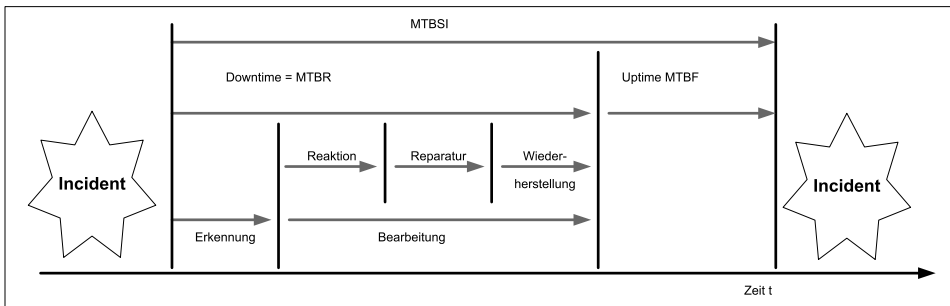 MTBSI
Downtime = MTBR
Uptime MTBF
Reaktion
Reparatur
Wieder-
herstellung
Incident
Incident
Erkennung
Bearbeitung
Zeit t